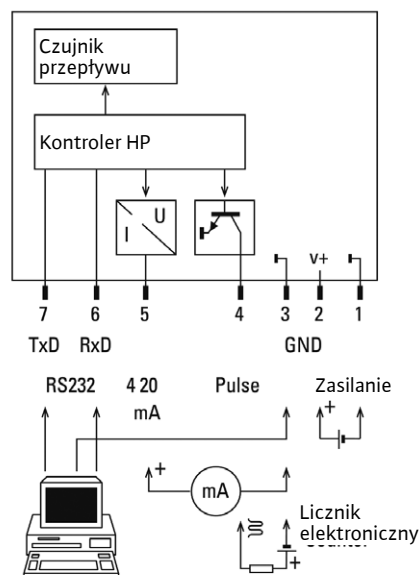 Czujnik
przepływu
Kontroler HP
U
I
V+
7 6 5 4 3 2 1
TxD RxD GND
RS232 4 20 Pulse Zasilanie
mA
+
+
mA
Licznik
elektroniczny
+